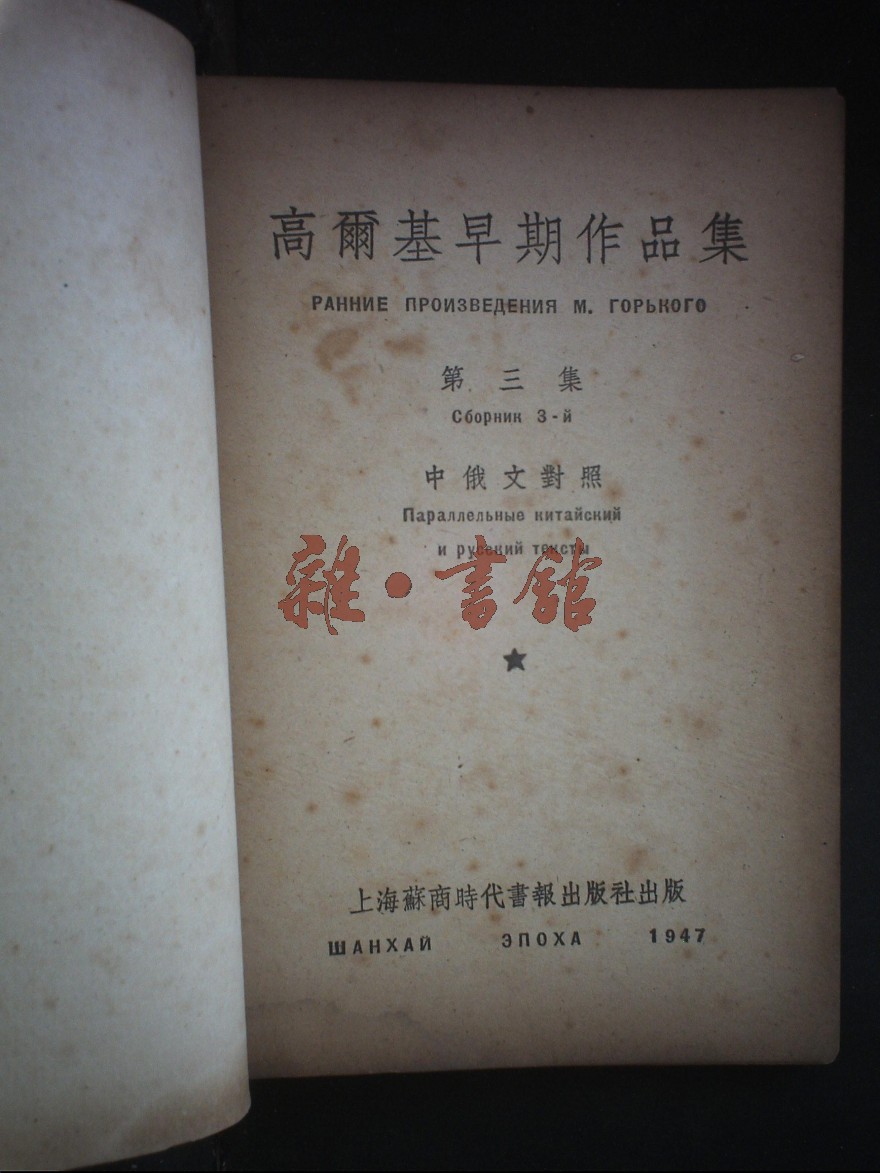 高爾基早期作品集
РАННИЕ ПРОИЗВЕДЕНИЯ М. ГОРЬКОГО
第三集
Сборник 3-й
中俄文對照
Параллельные китайский
и русский тексты
雜·書館
★
上海蘇商時代書報出版社出版
ШАНХАЙ ЭПОХА 1947